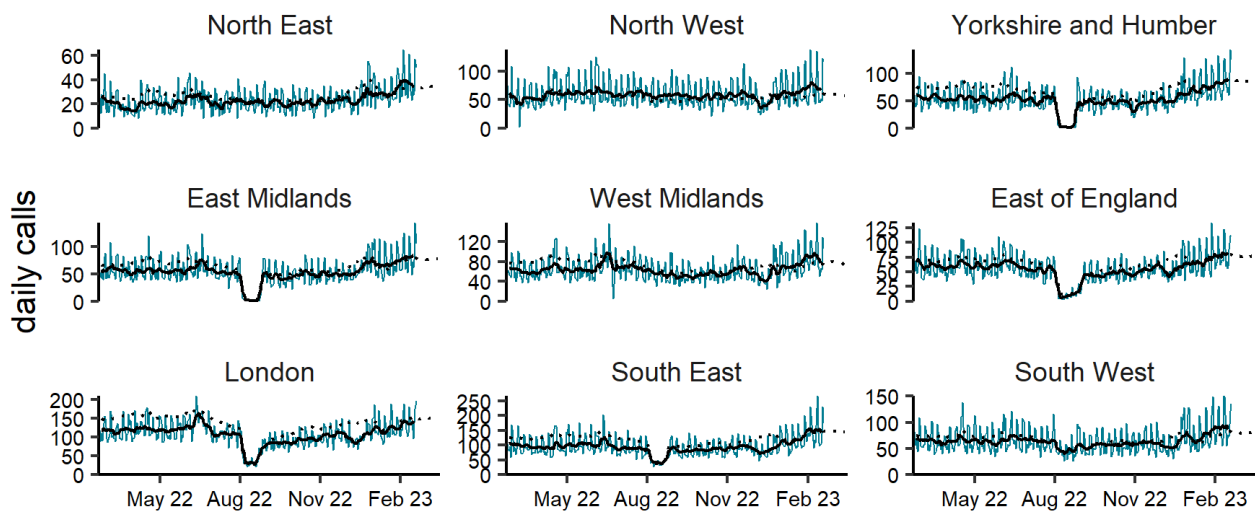 North East
North West
Yorkshire and Humber
60
40
20
0
100
50
0
100
50
0
East Midlands
West Midlands
East of England
daily calls
100
50
0
120
80
40
0
125
100
75
50
25
0
London
South East
South West
200
150
100
50
0
250
200
150
100
50
0
150
100
50
0
May 22 Aug 22 Nov 22 Feb 23
May 22 Aug 22 Nov 22 Feb 23
May 22 Aug 22 Nov 22 Feb 23